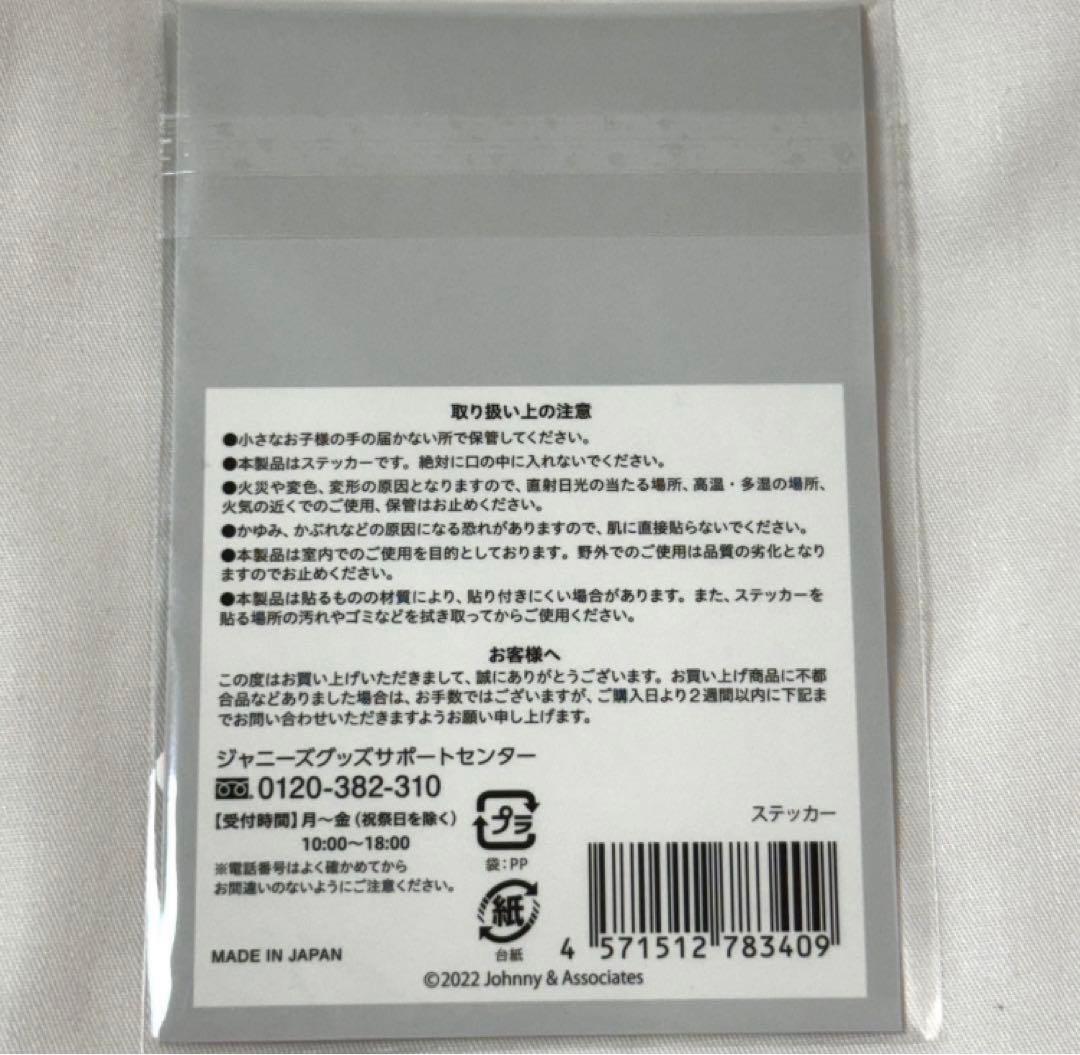 取り扱い上の注意
●小さなお子様の手の届かない所で保管してください。
●本製品はステッカーです。絶対に口の中に入れないでください。
●火災や変色、変形の原因となりますので、直射日光の当たる場所、高温・多湿の場所、
火気の近くでのご使用、保管はお止めください。
●かゆみ、かぶれなどの原因になる恐れがありますので、肌に直接貼らないでください。
●本製品は室内でのご使用を目的としております。野外でのご使用は品質の劣化となり
ますのでお止めください。
●本製品は貼るものの材質により、貼り付きにくい場合があります。また、ステッカーを
貼る場所の汚れやゴミなどを拭き取ってからご使用ください。
お客様へ
この度はお買い上げいただきまして、誠にありがとうございます。お買い上げ商品に不都
合品などありました場合は、お手数ではございますが、ご購入日より2週間以内に下記ま
でお問い合わせいただきますようお願い申し上げます。
ジャニーズグッズサポートセンター
0120-382-310
【受付時間】月〜金(祝祭日を除く)
10:00〜18:00
※電話番号はよく確かめてから
お間違いのないようにご注意ください。
プラ
袋:PP
紙
台紙
ステッカー
4 571512 783409
MADE IN JAPAN
©2022 Johnny & Associates